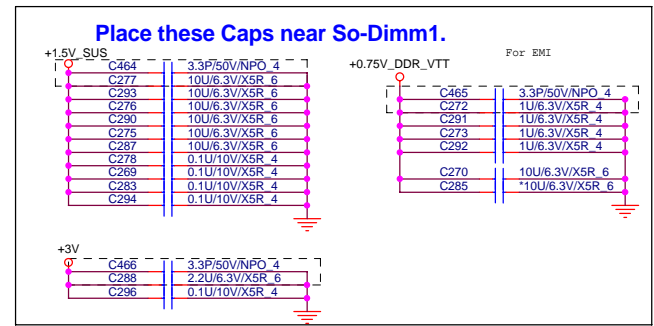 Place these Caps near So-Dimm1.
+1.5V_SUS
C464 3.3P/50V/NPO_4
C277 10U/6.3V/X5R_6
C293 10U/6.3V/X5R_6
C276 10U/6.3V/X5R_6
C290 10U/6.3V/X5R_6
C275 10U/6.3V/X5R_6
C287 10U/6.3V/X5R_6
C278 0.1U/10V/X5R_4
C269 0.1U/10V/X5R_4
C283 0.1U/10V/X5R_4
C294 0.1U/10V/X5R_4
+3V
C466 3.3P/50V/NPO_4
C288 2.2U/6.3V/X5R_6
C296 0.1U/10V/X5R_4
For EMI
+0.75V_DDR_VTT
C465 3.3P/50V/NPO_4
C272 1U/6.3V/X5R_4
C291 1U/6.3V/X5R_4
C273 1U/6.3V/X5R_4
C292 1U/6.3V/X5R_4
C270 10U/6.3V/X5R_6
C285 *10U/6.3V/X5R_6